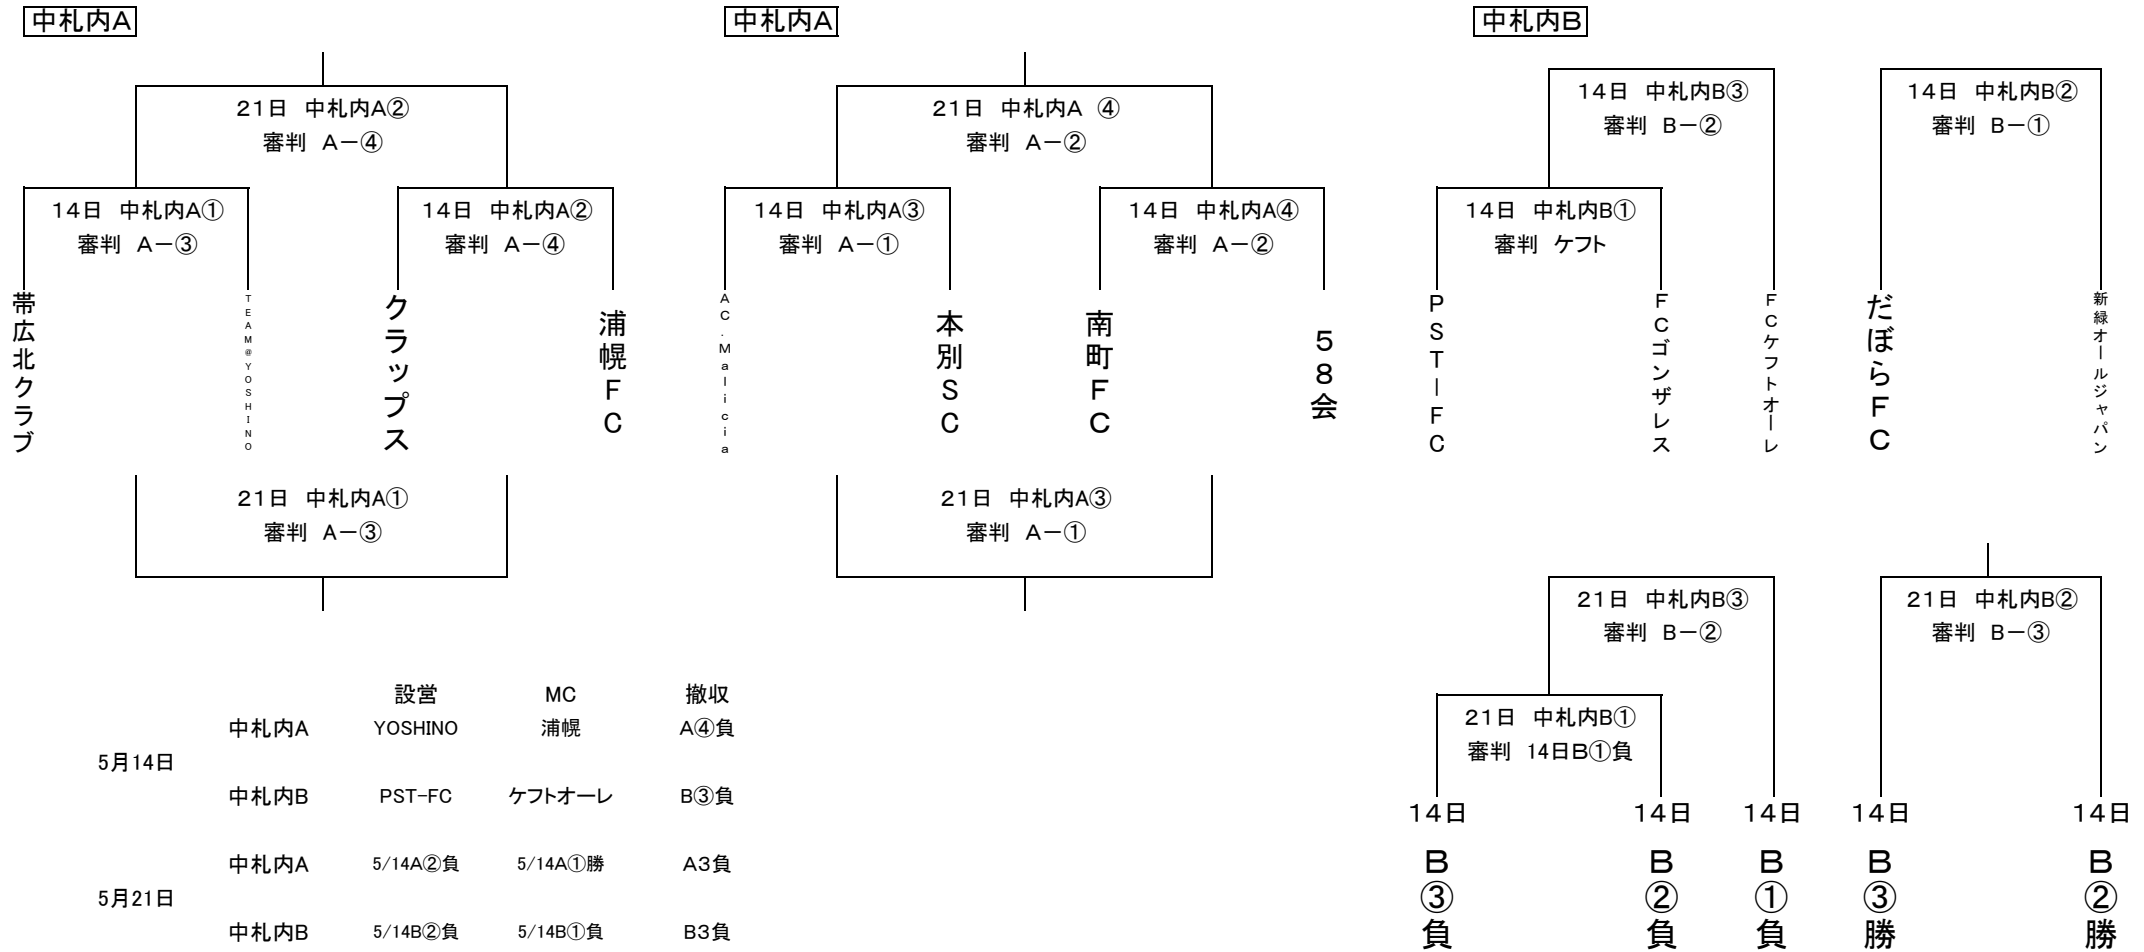 中札内A
中札内A
中札内B
21日 中札内A②
審判 A－④
21日 中札内A ④
審判 A－②
14日 中札内B③
審判 B－②
14日 中札内B②
審判 B－①
14日 中札内A①
審判 A－③
14日 中札内A②
審判 A－④
14日 中札内A③
審判 A－①
14日 中札内A④
審判 A－②
14日 中札内B①
審判 ケフト
帯広北クラブ
TEAM@YOSHINO
クラップス
浦幌FC
AC.Malicia
本別SC
南町FC
58会
PST－FC
FCゴンザレス
FCケフトオーレ
だぼらFC
新緑オールジャパン
21日 中札内A①
審判 A－③
21日 中札内A③
審判 A－①
21日 中札内B③
審判 B－②
21日 中札内B②
審判 B－③
21日 中札内B①
審判 14日B①負
14日 B③負
14日 B②負
14日 B①負
14日 B③勝
14日 B②勝
設営 MC 撤収
中札内A YOSHINO 浦幌 A④負
5月14日
中札内B PST-FC ケフトオーレ B③負
中札内A 5/14A②負 5/14A①勝 A3負
5月21日
中札内B 5/14B②負 5/14B①負 B3負